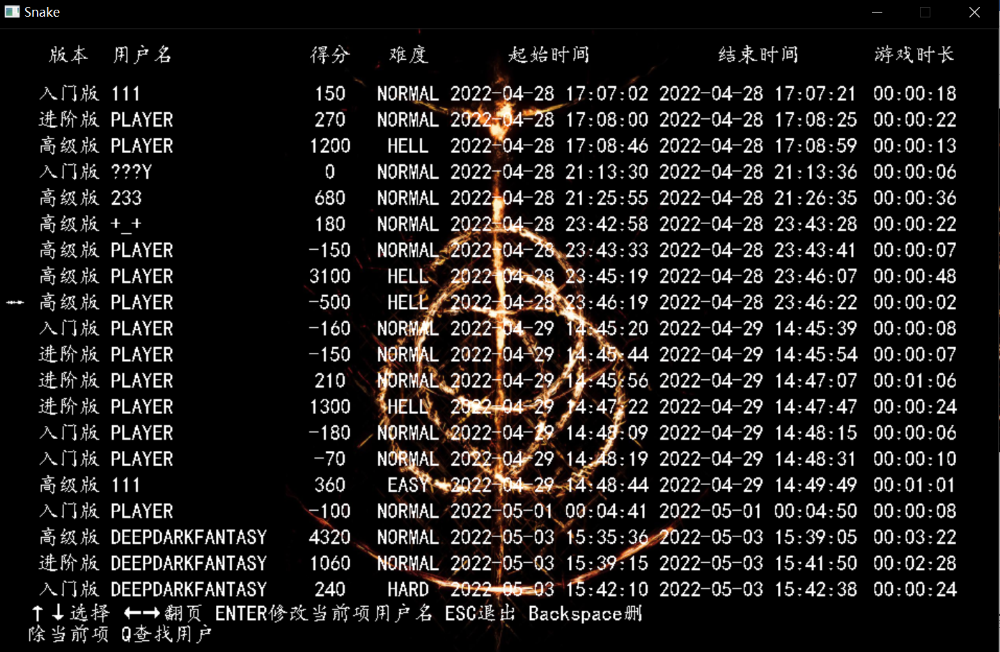 Snake
版本 用户名 得分 难度 起始时间 结束时间 游戏时长
入门版 111 150 NORMAL 2022-04-28 17:07:02 2022-04-28 17:07:21 00:00:18
进阶版 PLAYER 270 NORMAL 2022-04-28 17:08:00 2022-04-28 17:08:25 00:00:22
高级版 PLAYER 1200 HELL 2022-04-28 17:08:46 2022-04-28 17:08:59 00:00:13
入门版 ???Y 0 NORMAL 2022-04-28 21:13:30 2022-04-28 21:13:36 00:00:06
高级版 233 680 NORMAL 2022-04-28 21:25:55 2022-04-28 21:26:35 00:00:36
高级版 +_+ 180 NORMAL 2022-04-28 23:42:58 2022-04-28 23:43:28 00:00:22
高级版 PLAYER -150 NORMAL 2022-04-28 23:43:33 2022-04-28 23:43:41 00:00:07
高级版 PLAYER 3100 HELL 2022-04-28 23:45:19 2022-04-28 23:46:07 00:00:48
高级版 PLAYER -500 HELL 2022-04-28 23:46:19 2022-04-28 23:46:22 00:00:02
入门版 PLAYER -160 NORMAL 2022-04-29 14:45:20 2022-04-29 14:45:39 00:00:08
进阶版 PLAYER -150 NORMAL 2022-04-29 14:45:44 2022-04-29 14:45:54 00:00:07
进阶版 PLAYER 210 NORMAL 2022-04-29 14:45:56 2022-04-29 14:47:07 00:01:06
进阶版 PLAYER 1300 HELL 2022-04-29 14:47:22 2022-04-29 14:47:47 00:00:24
入门版 PLAYER -180 NORMAL 2022-04-29 14:48:09 2022-04-29 14:48:15 00:00:06
入门版 PLAYER -70 NORMAL 2022-04-29 14:48:19 2022-04-29 14:48:31 00:00:10
高级版 111 360 EASY 2022-04-29 14:48:44 2022-04-29 14:49:49 00:01:01
入门版 PLAYER -100 NORMAL 2022-05-01 00:04:41 2022-05-01 00:04:50 00:00:08
高级版 DEEPDARKFANTASY 4320 NORMAL 2022-05-03 15:35:36 2022-05-03 15:39:05 00:03:22
进阶版 DEEPDARKFANTASY 1060 NORMAL 2022-05-03 15:39:15 2022-05-03 15:41:50 00:02:28
入门版 DEEPDARKFANTASY 240 HARD 2022-05-03 15:42:10 2022-05-03 15:42:38 00:00:24
↑↓选择 ←→翻页 ENTER修改当前项用户名 ESC退出 Backspace删
除当前项 Q查找用户